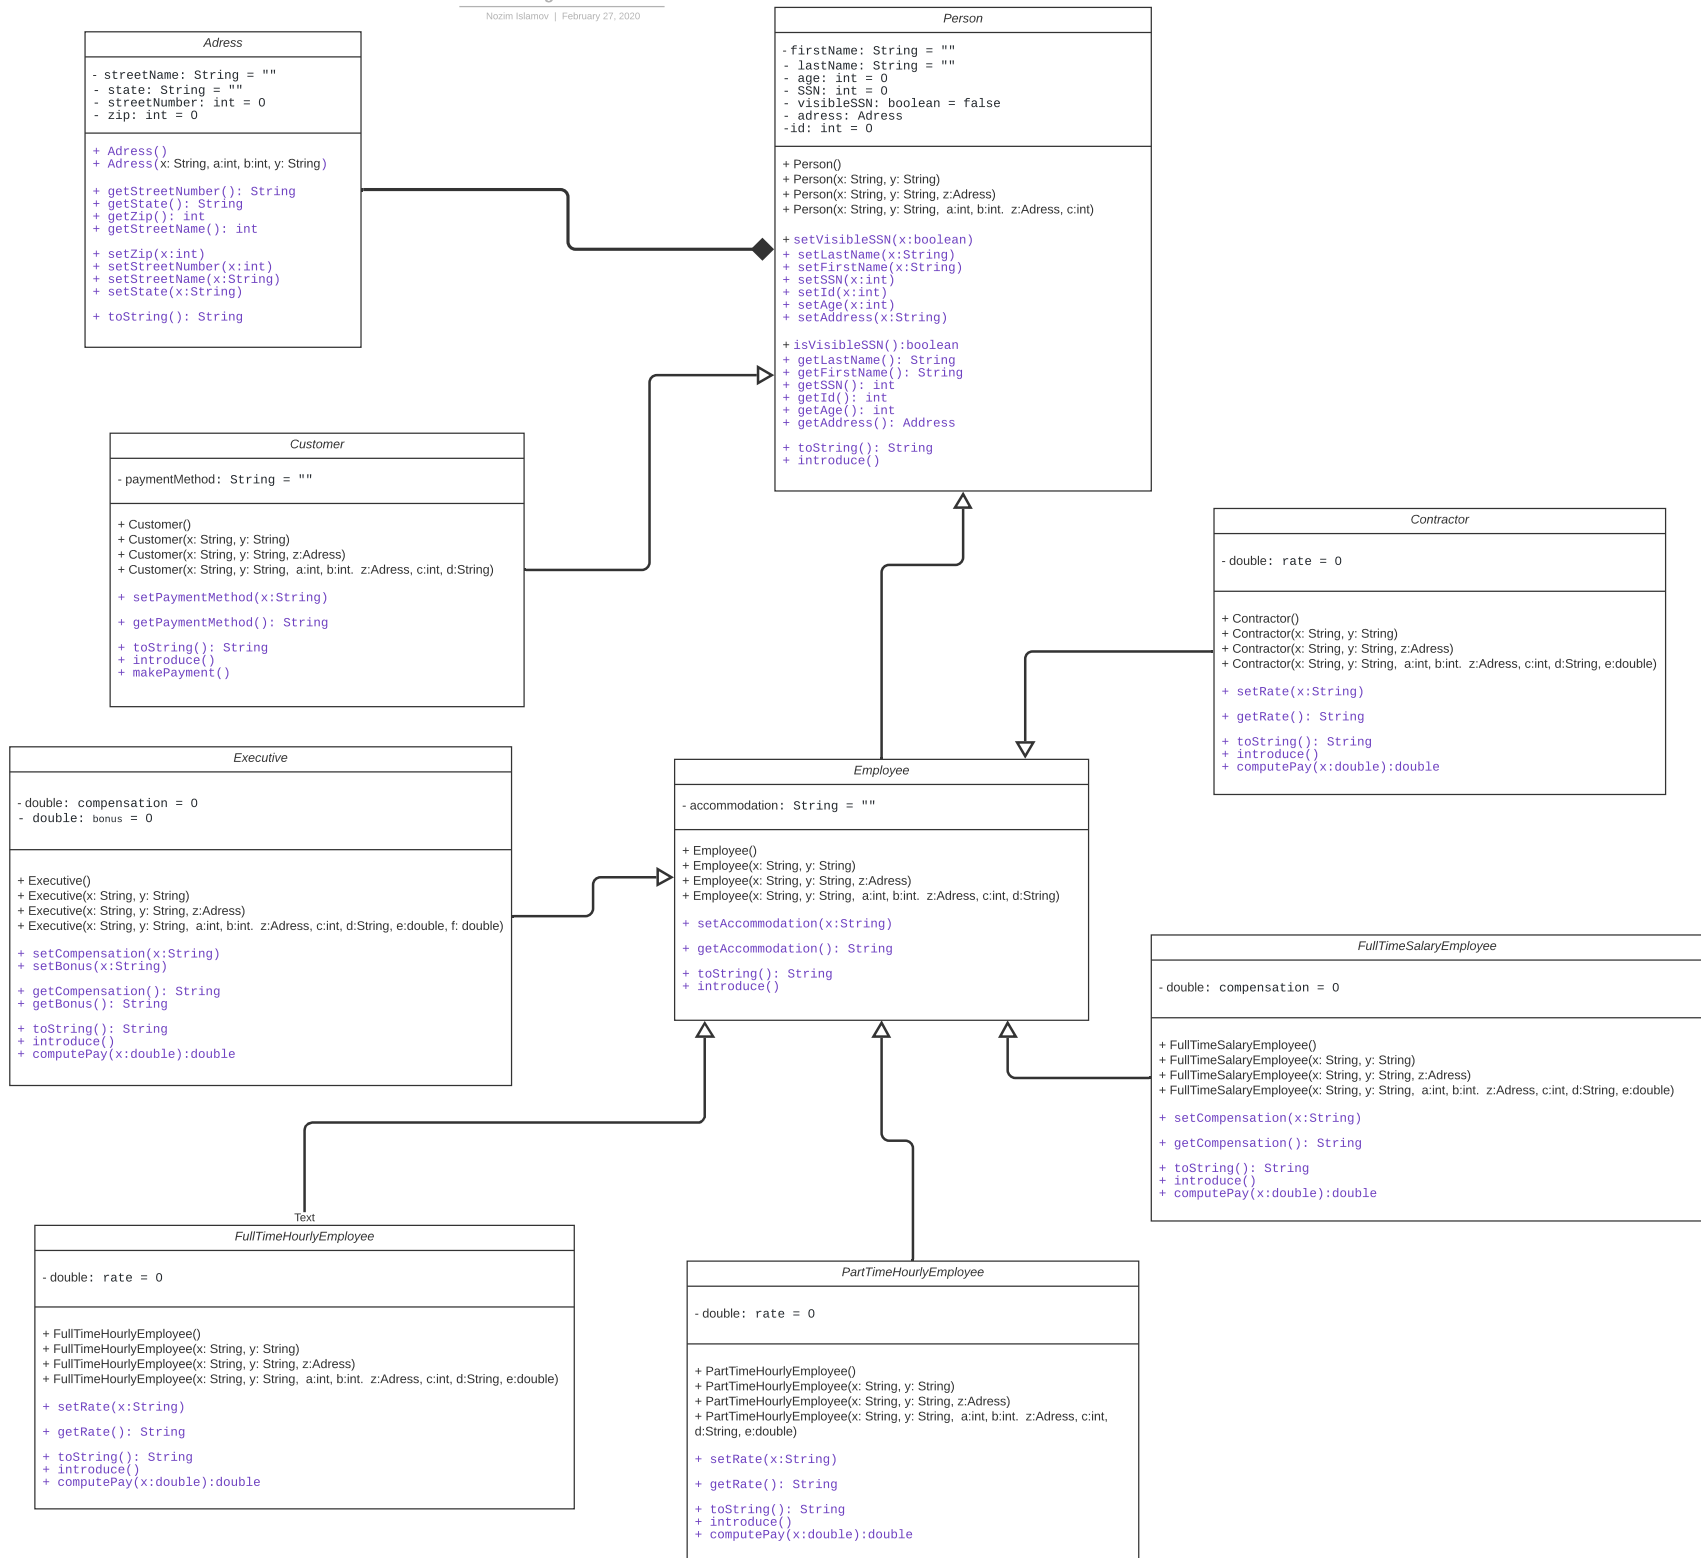 Nozim Islamov | February 27, 2020
Adress
- streetName: String = ""
- state: String = ""
- streetNumber: int = 0
- zip: int = 0
+ Adress()
+ Adress(x: String, a:int, b:int, y: String)
+ getStreetNumber(): String
+ getState(): String
+ getZip(): int
+ getStreetName(): int
+ setZip(x:int)
+ setStreetNumber(x:int)
+ setStreetName(x:String)
+ setState(x:String)
+ toString(): String
Person
- firstName: String = ""
- lastName: String = ""
- age: int = 0
- SSN: int = 0
- visibleSSN: boolean = false
- adress: Adress
-id: int = 0
+ Person()
+ Person(x: String, y: String)
+ Person(x: String, y: String, z:Adress)
+ Person(x: String, y: String,  a:int, b:int.  z:Adress, c:int)
+ setVisibleSSN(x:boolean)
+ setLastName(x:String)
+ setFirstName(x:String)
+ setSSN(x:int)
+ setId(x:int)
+ setAge(x:int)
+ setAddress(x:String)
+ isVisibleSSN():boolean
+ getLastName(): String
+ getFirstName(): String
+ getSSN(): int
+ getId(): int
+ getAge(): int
+ getAddress(): Address
+ toString(): String
+ introduce()
Customer
- paymentMethod: String = ""
+ Customer()
+ Customer(x: String, y: String)
+ Customer(x: String, y: String, z:Adress)
+ Customer(x: String, y: String,  a:int, b:int.  z:Adress, c:int, d:String)
+ setPaymentMethod(x:String)
+ getPaymentMethod(): String
+ toString(): String
+ introduce()
+ makePayment()
Contractor
- double: rate = 0
+ Contractor()
+ Contractor(x: String, y: String)
+ Contractor(x: String, y: String, z:Adress)
+ Contractor(x: String, y: String,  a:int, b:int.  z:Adress, c:int, d:String, e:double)
+ setRate(x:String)
+ getRate(): String
+ toString(): String
+ introduce()
+ computePay(x:double):double
Executive
- double: compensation = 0
- double: bonus = 0
+ Executive()
+ Executive(x: String, y: String)
+ Executive(x: String, y: String, z:Adress)
+ Executive(x: String, y: String,  a:int, b:int.  z:Adress, c:int, d:String, e:double, f: double)
+ setCompensation(x:String)
+ setBonus(x:String)
+ getCompensation(): String
+ getBonus(): String
+ toString(): String
+ introduce()
+ computePay(x:double):double
Employee
- accommodation: String = ""
+ Employee()
+ Employee(x: String, y: String)
+ Employee(x: String, y: String, z:Adress)
+ Employee(x: String, y: String,  a:int, b:int.  z:Adress, c:int, d:String)
+ setAccommodation(x:String)
+ getAccommodation(): String
+ toString(): String
+ introduce()
FullTimeSalaryEmployee
- double: compensation = 0
+ FullTimeSalaryEmployee()
+ FullTimeSalaryEmployee(x: String, y: String)
+ FullTimeSalaryEmployee(x: String, y: String, z:Adress)
+ FullTimeSalaryEmployee(x: String, y: String,  a:int, b:int.  z:Adress, c:int, d:String, e:double)
+ setCompensation(x:String)
+ getCompensation(): String
+ toString(): String
+ introduce()
+ computePay(x:double):double
Text
FullTimeHourlyEmployee
- double: rate = 0
+ FullTimeHourlyEmployee()
+ FullTimeHourlyEmployee(x: String, y: String)
+ FullTimeHourlyEmployee(x: String, y: String, z:Adress)
+ FullTimeHourlyEmployee(x: String, y: String,  a:int, b:int.  z:Adress, c:int, d:String, e:double)
+ setRate(x:String)
+ getRate(): String
+ toString(): String
+ introduce()
+ computePay(x:double):double
PartTimeHourlyEmployee
- double: rate = 0
+ PartTimeHourlyEmployee()
+ PartTimeHourlyEmployee(x: String, y: String)
+ PartTimeHourlyEmployee(x: String, y: String, z:Adress)
+ PartTimeHourlyEmployee(x: String, y: String,  a:int, b:int.  z:Adress, c:int,
d:String, e:double)
+ setRate(x:String)
+ getRate(): String
+ toString(): String
+ introduce()
+ computePay(x:double):double